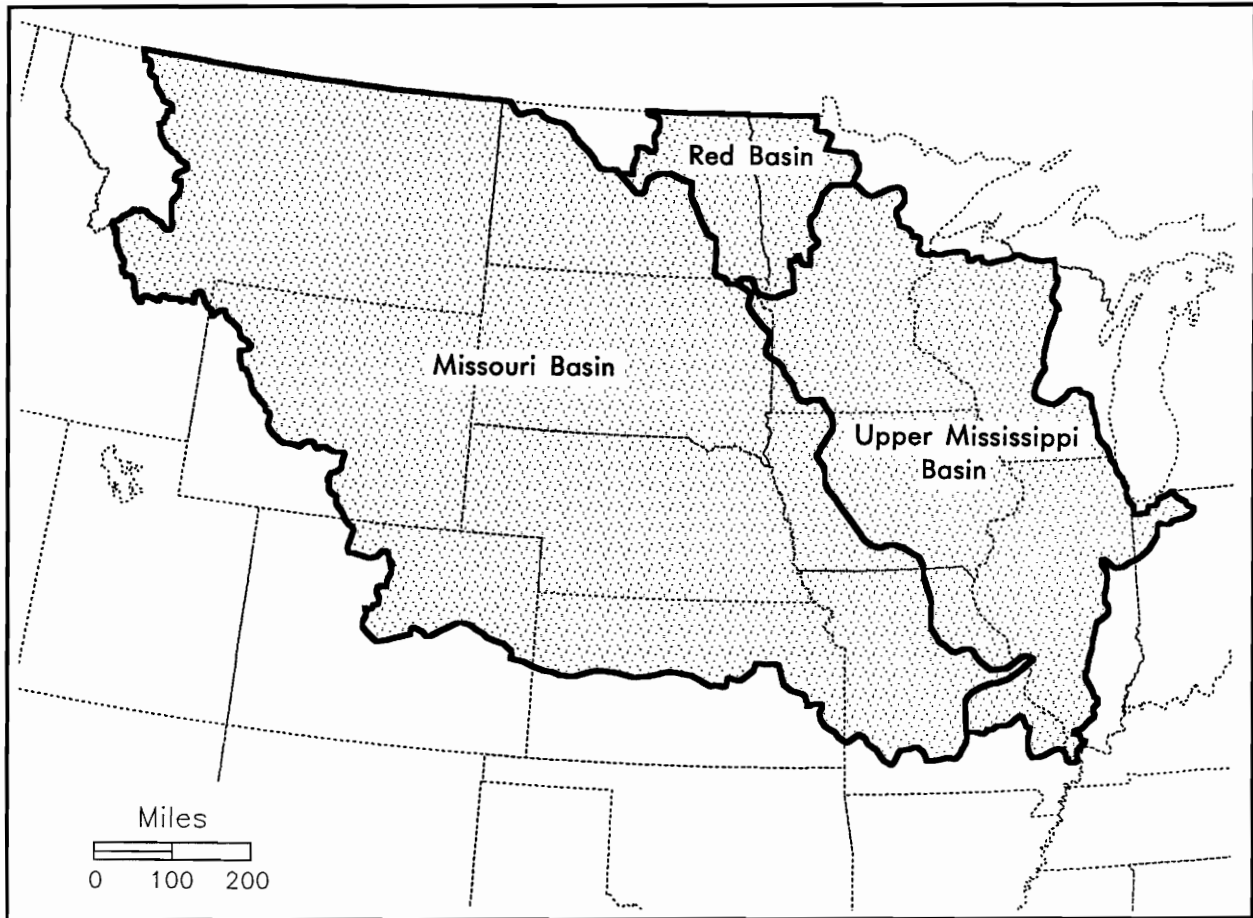 Red Basin
Missouri Basin
Upper Mississippi
Basin
Miles
0 100 200